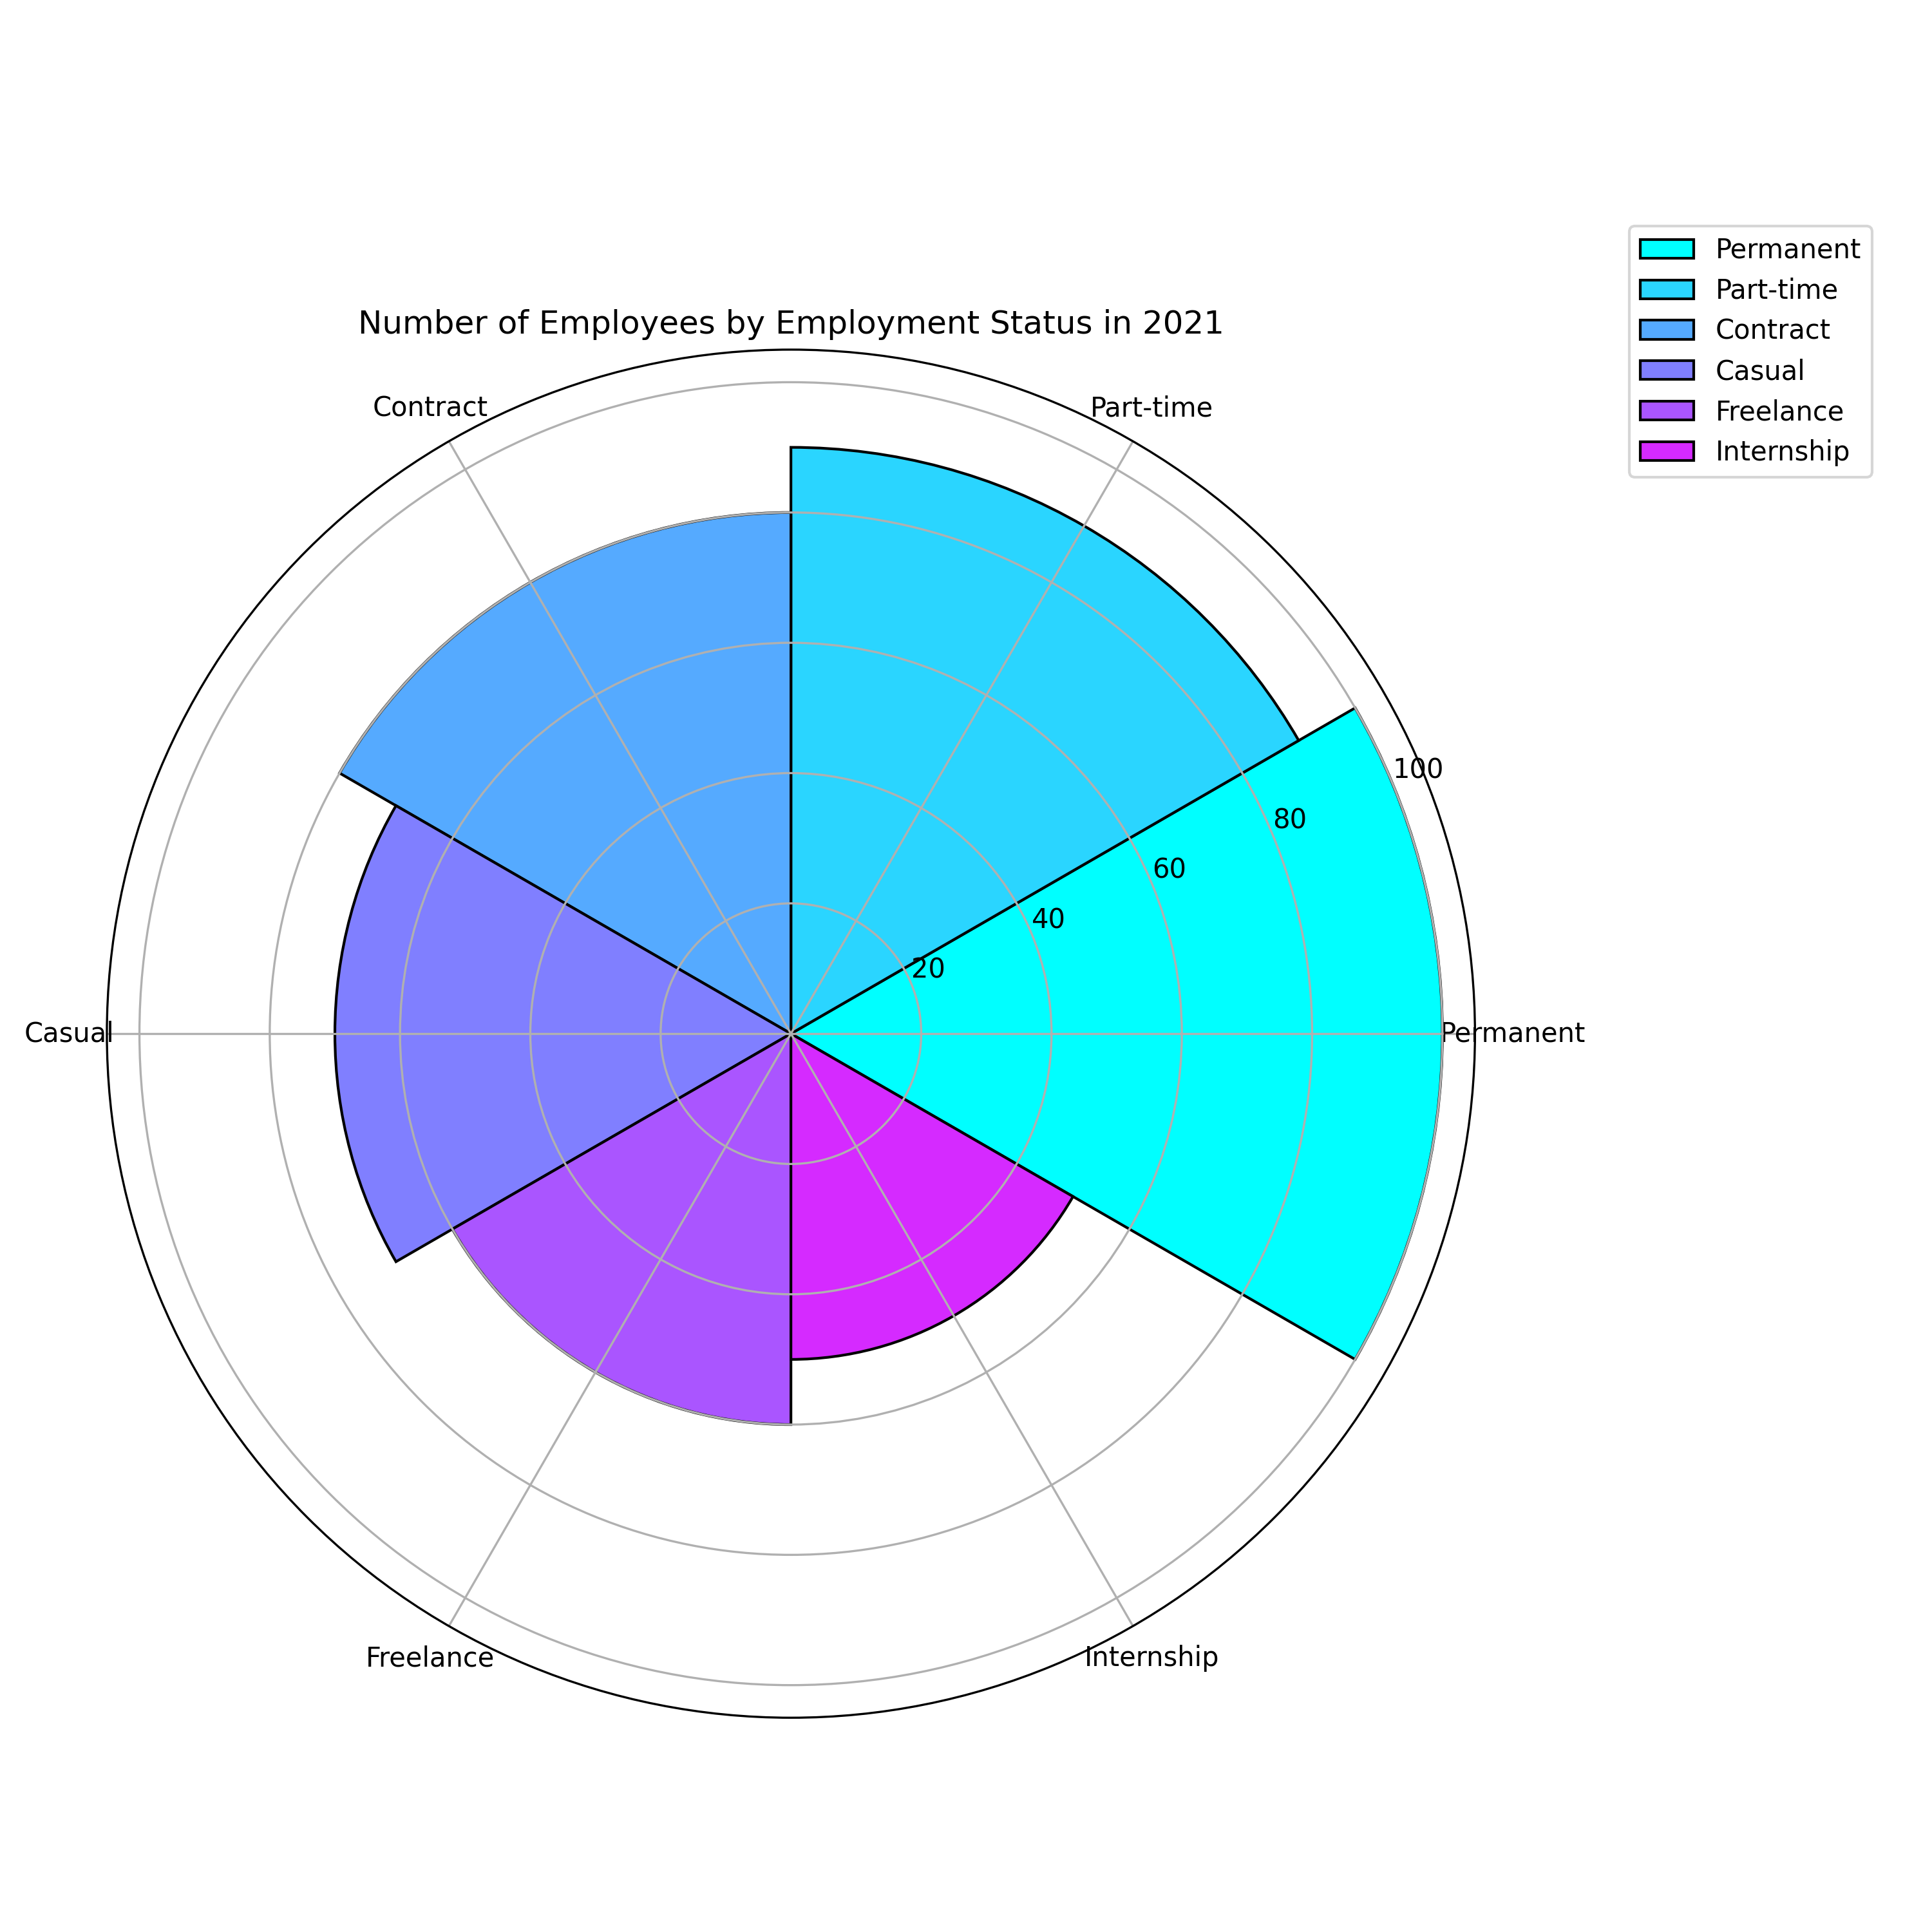 Permanent
Part-time
Contract
Casual
Freelance
Internship
Number of Employees by Employment Status in 2021
Contract
Part-time
100
80
60
40
20
Casual
Permanent
Freelance
Internship